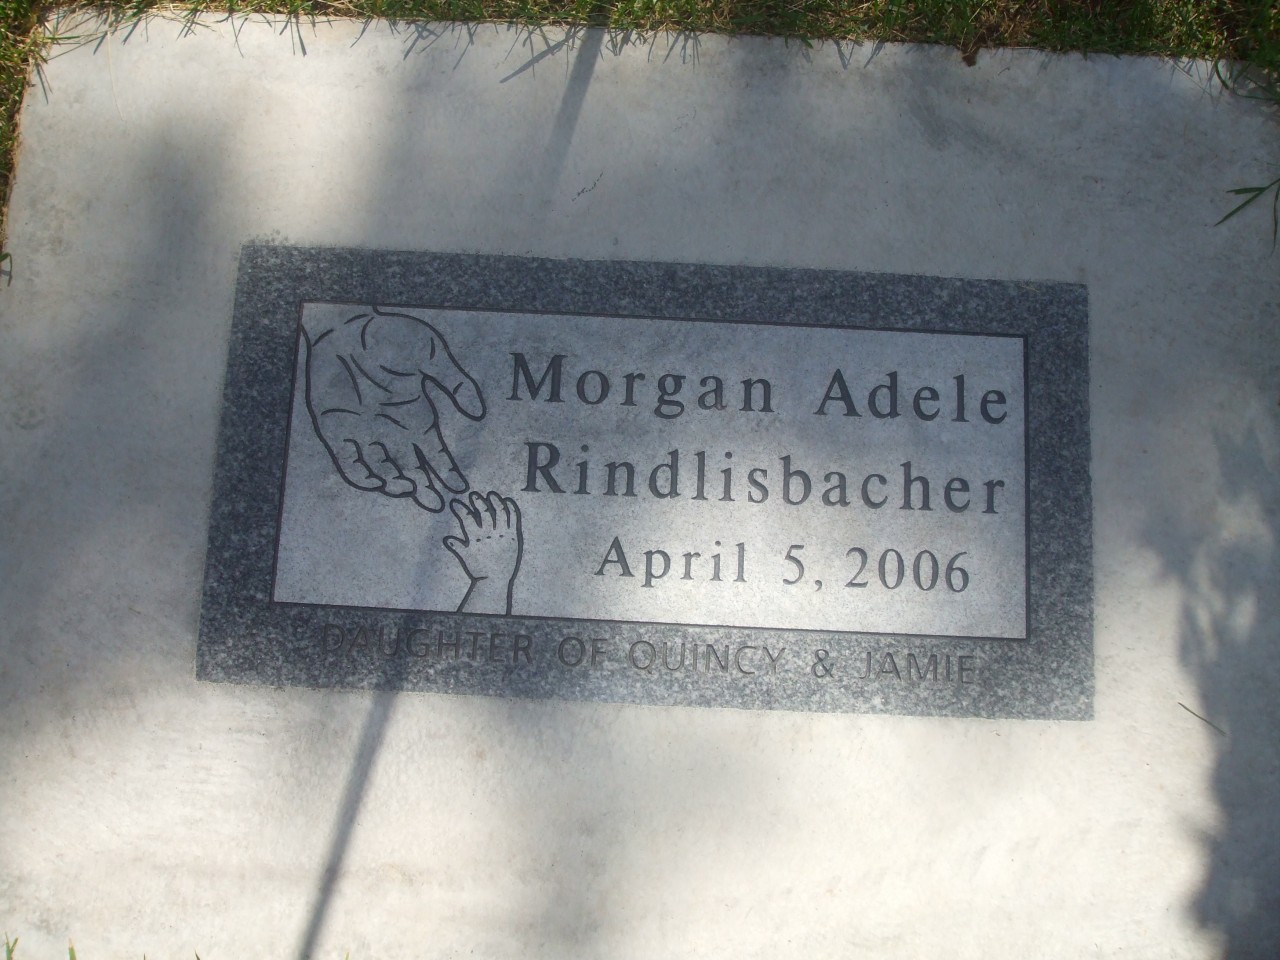 Morgan Adele
Rindlisbacher
April 5, 2006
DAUGHTER OF QUINCY & JAMIE